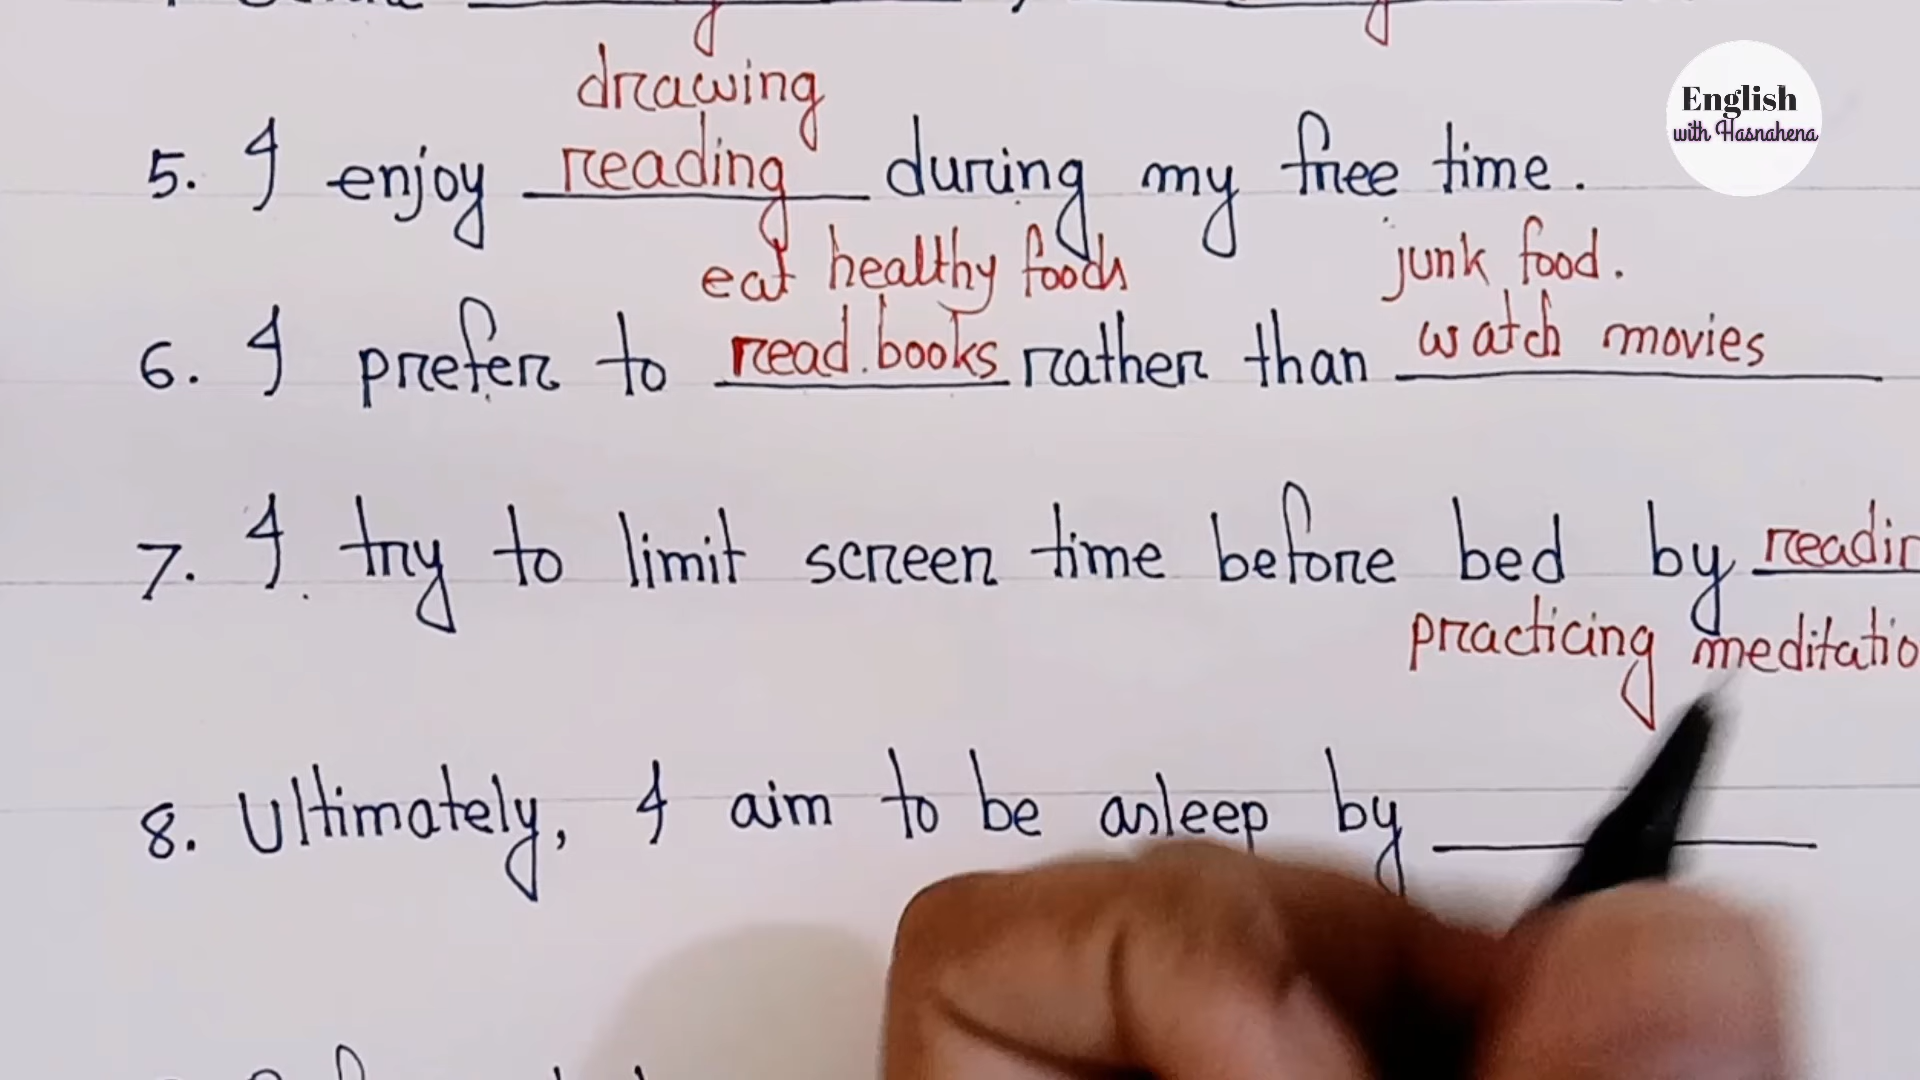 drawing
5. I enjoy reading during my free time.
eat healthy foods junk food.
6. I prefer to read books rather than watch movies
7. I try to limit screen time before bed by
practicing
8. Ultimately, I aim to be asleep by
English
with Hasnahena